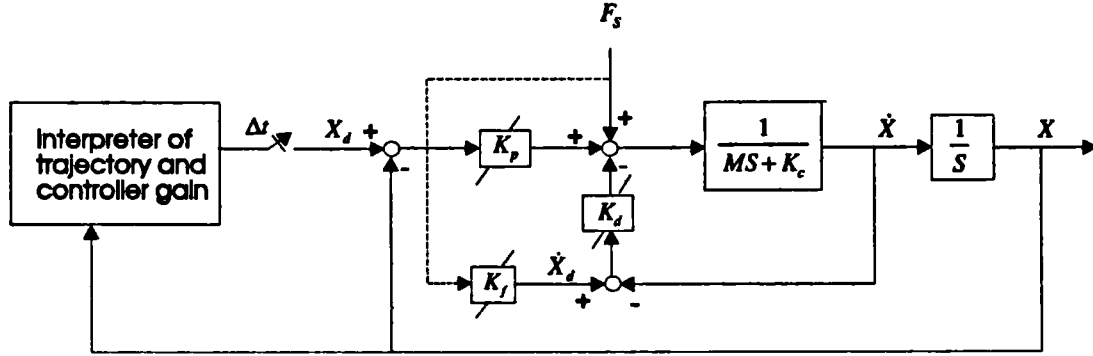 F_s
Interpreter of
trajectory and
controller gain
Δt
X_d
+
-
K_p
+
+
-
1
MS + K_c
Ẋ
1
S
X
K_d
K_f
Ẋ_d
+
-